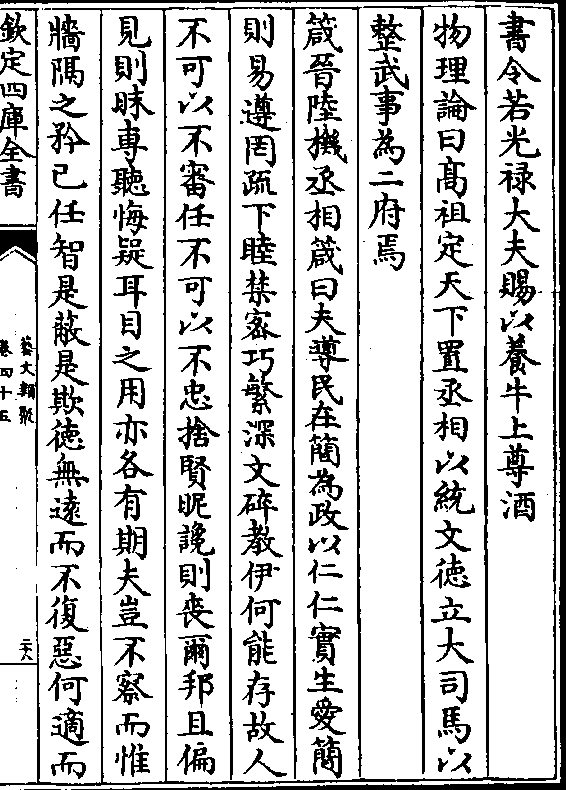 書令若光禄大夫賜以養牛上尊酒
物理論曰髙祖定天下置丞相以統文徳立大司馬以
整武事為二府焉
箴晉陸機丞相箴曰夫導民在簡為政以仁仁實生愛簡
則易遵罔疏下睦禁宻巧繁深文碎教伊何能存故人
不可以不審任不可以不忠捨賢昵讒則喪爾邦且偏
見則昧専聽悔疑耳目之用亦各有期夫豈不察而惟
牆隅之矜己任智是蔽是欺徳無逺而不復惡何適而
欽定四庫全書
藝文類聚
卷四十五
二十八